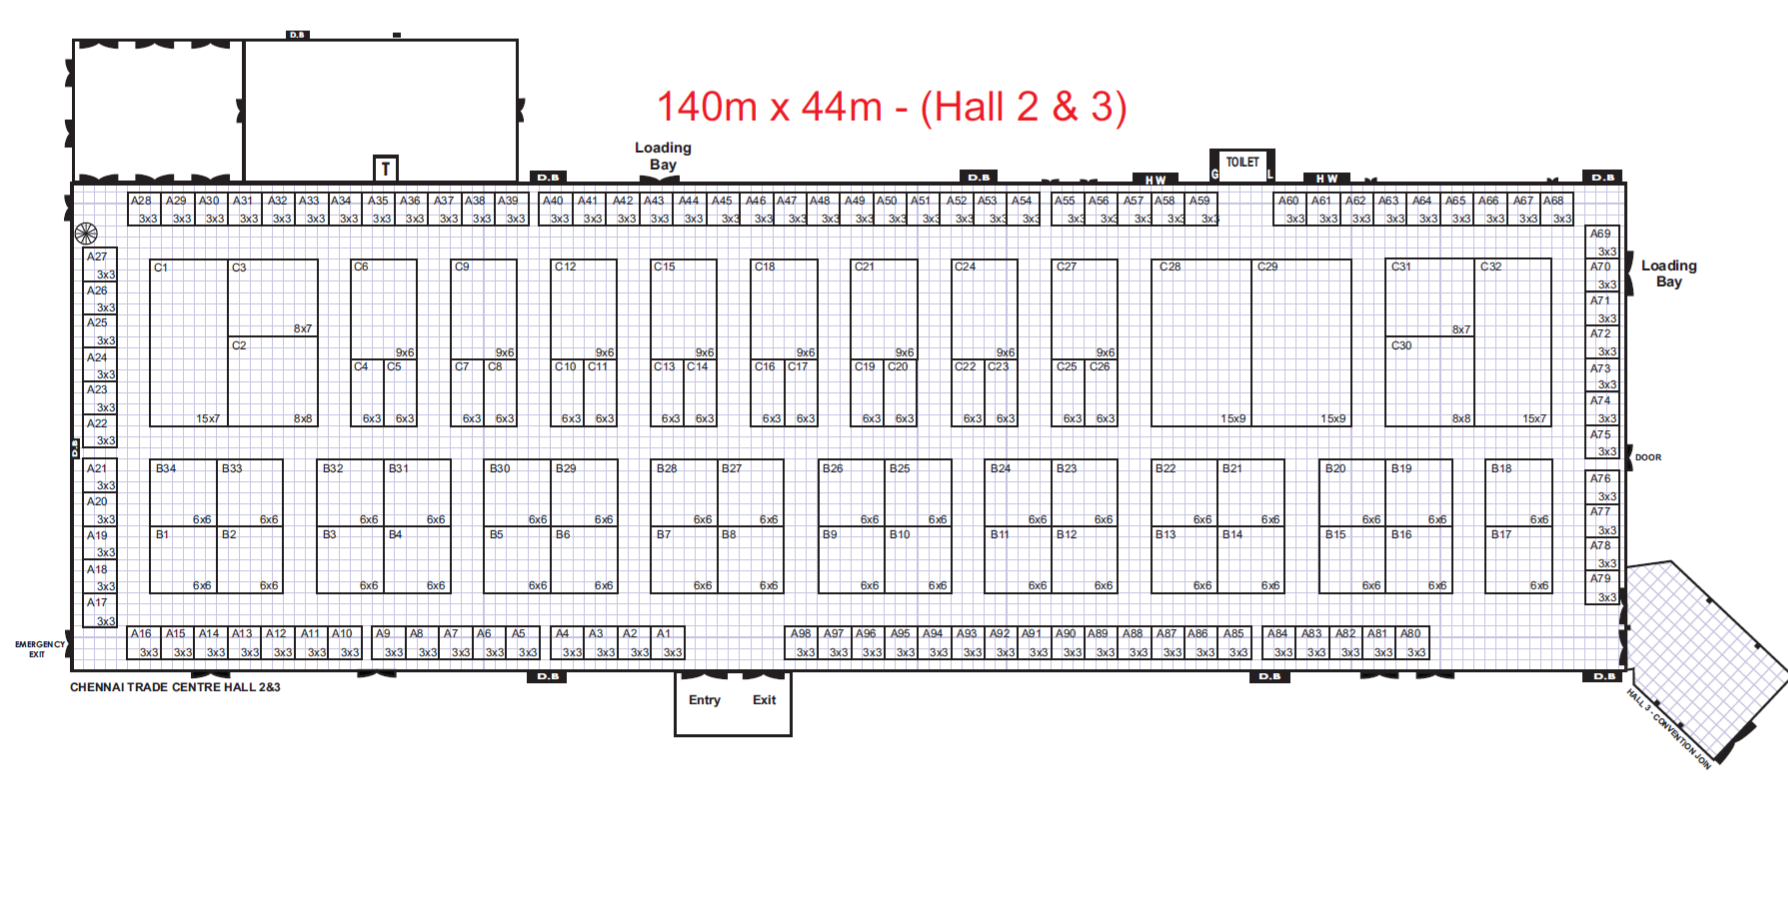 D.B
140m x 44m - (Hall 2 & 3)
Loading
Bay
T
TOILET
G L
D.B D.B H W H W D.B
A28 A29 A30 A31 A32 A33 A34 A35 A36 A37 A38 A39 A40 A41 A42 A43 A44 A45 A46 A47 A48 A49 A50 A51 A52 A53 A54 A55 A56 A57 A58 A59 A60 A61 A62 A63 A64 A65 A66 A67 A68
3x3 3x3 3x3 3x3 3x3 3x3 3x3 3x3 3x3 3x3 3x3 3x3 3x3 3x3 3x3 3x3 3x3 3x3 3x3 3x3 3x3 3x3 3x3 3x3 3x3 3x3 3x3 3x3 3x3 3x3 3x3 3x3 3x3 3x3 3x3 3x3 3x3 3x3 3x3 3x3 3x3
A69
3x3
A27
3x3
C1 C3 C6 C9 C12 C15 C18 C21 C24 C27 C28 C29 C31 C32
A70
3x3
Loading
Bay
A26
3x3
A71
3x3
A25
3x3
8x7 8x7
A72
3x3
C2 C30
9x6 9x6 9x6 9x6 9x6 9x6 9x6 9x6
A24
3x3
C4 C5 C7 C8 C10 C11 C13 C14 C16 C17 C19 C20 C22 C23 C25 C26
A73
3x3
A23
3x3
A74
3x3
15x7 8x8 6x3 6x3 6x3 6x3 6x3 6x3 6x3 6x3 6x3 6x3 6x3 6x3 6x3 6x3 6x3 6x3 15x9 15x9 8x8 15x7
A22
3x3
A75
3x3
D.B
DOOR
A21
3x3
B34 B33 B32 B31 B30 B29 B28 B27 B26 B25 B24 B23 B22 B21 B20 B19 B18
A76
3x3
A20
3x3
6x6 6x6 6x6 6x6 6x6 6x6 6x6 6x6 6x6 6x6 6x6 6x6 6x6 6x6 6x6 6x6 6x6
A77
3x3
A19
3x3
B1 B2 B3 B4 B5 B6 B7 B8 B9 B10 B11 B12 B13 B14 B15 B16 B17
A78
3x3
A18
3x3
6x6 6x6 6x6 6x6 6x6 6x6 6x6 6x6 6x6 6x6 6x6 6x6 6x6 6x6 6x6 6x6 6x6
A79
3x3
A17
3x3
A16 A15 A14 A13 A12 A11 A10 A9 A8 A7 A6 A5 A4 A3 A2 A1 A98 A97 A96 A95 A94 A93 A92 A91 A90 A89 A88 A87 A86 A85 A84 A83 A82 A81 A80
3x3 3x3 3x3 3x3 3x3 3x3 3x3 3x3 3x3 3x3 3x3 3x3 3x3 3x3 3x3 3x3 3x3 3x3 3x3 3x3 3x3 3x3 3x3 3x3 3x3 3x3 3x3 3x3 3x3 3x3 3x3 3x3 3x3 3x3 3x3
EMERGENCY
EXIT
D.B D.B D.B
CHENNAI TRADE CENTRE HALL 2&3
Entry Exit
HALL 3 - CONVENTION JOIN